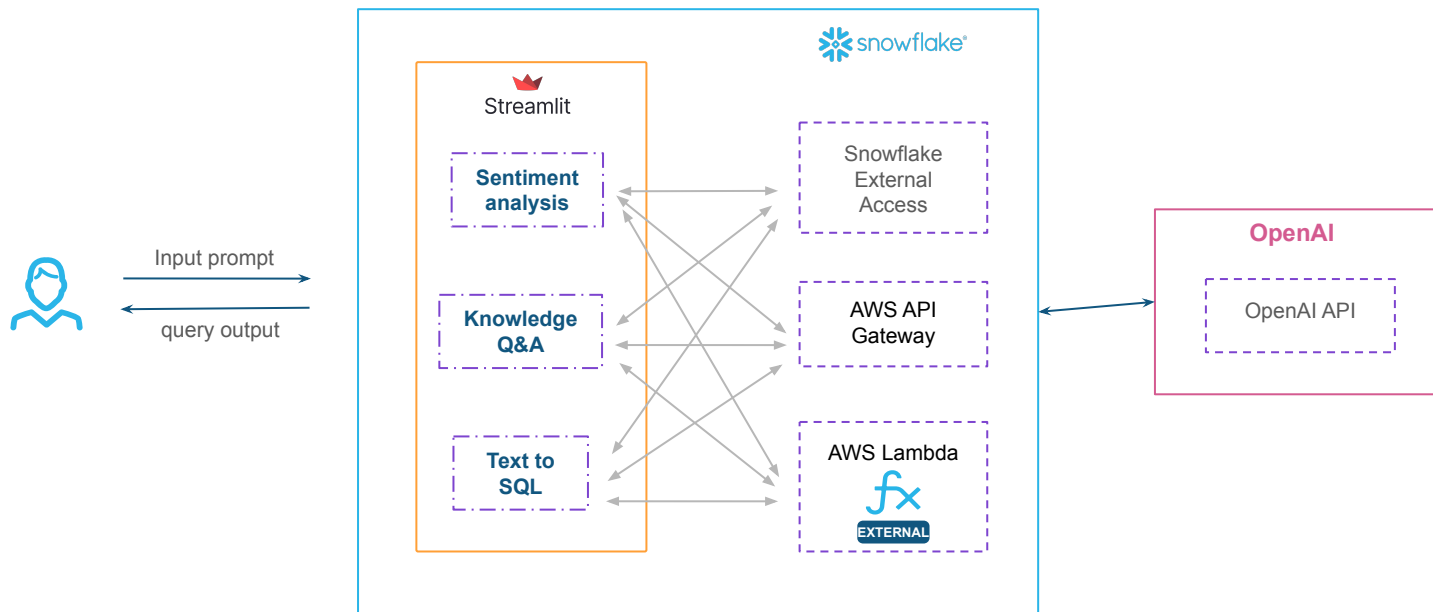 snowflake®
Streamlit
Sentiment
analysis
Snowflake
External
Access
Input prompt
query output
OpenAI
OpenAI API
Knowledge
Q&A
AWS API
Gateway
Text to
SQL
AWS Lambda
fx
EXTERNAL